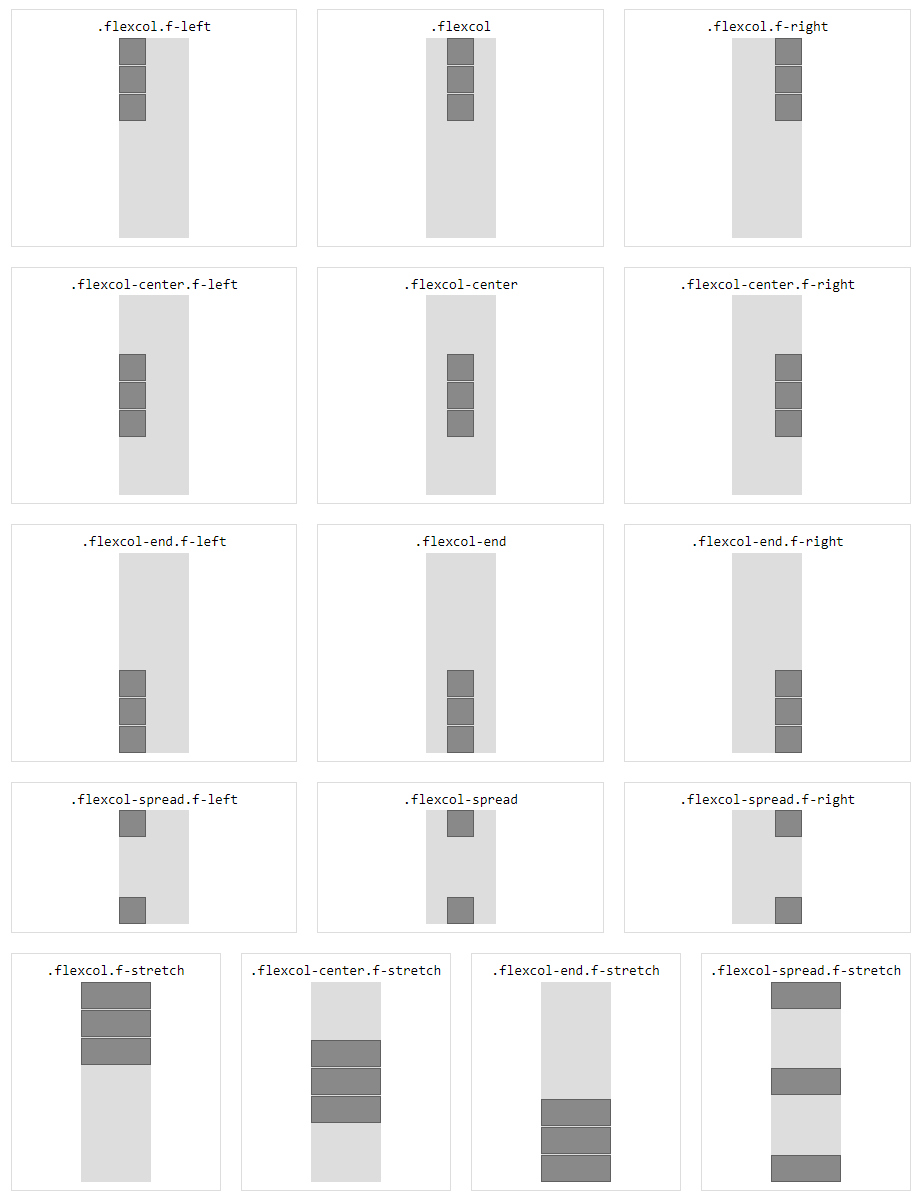 .flexcol.f-left
.flexcol
.flexcol.f-right
.flexcol-center.f-left
.flexcol-center
.flexcol-center.f-right
.flexcol-end.f-left
.flexcol-end
.flexcol-end.f-right
.flexcol-spread.f-left
.flexcol-spread
.flexcol-spread.f-right
.flexcol.f-stretch
.flexcol-center.f-stretch
.flexcol-end.f-stretch
.flexcol-spread.f-stretch